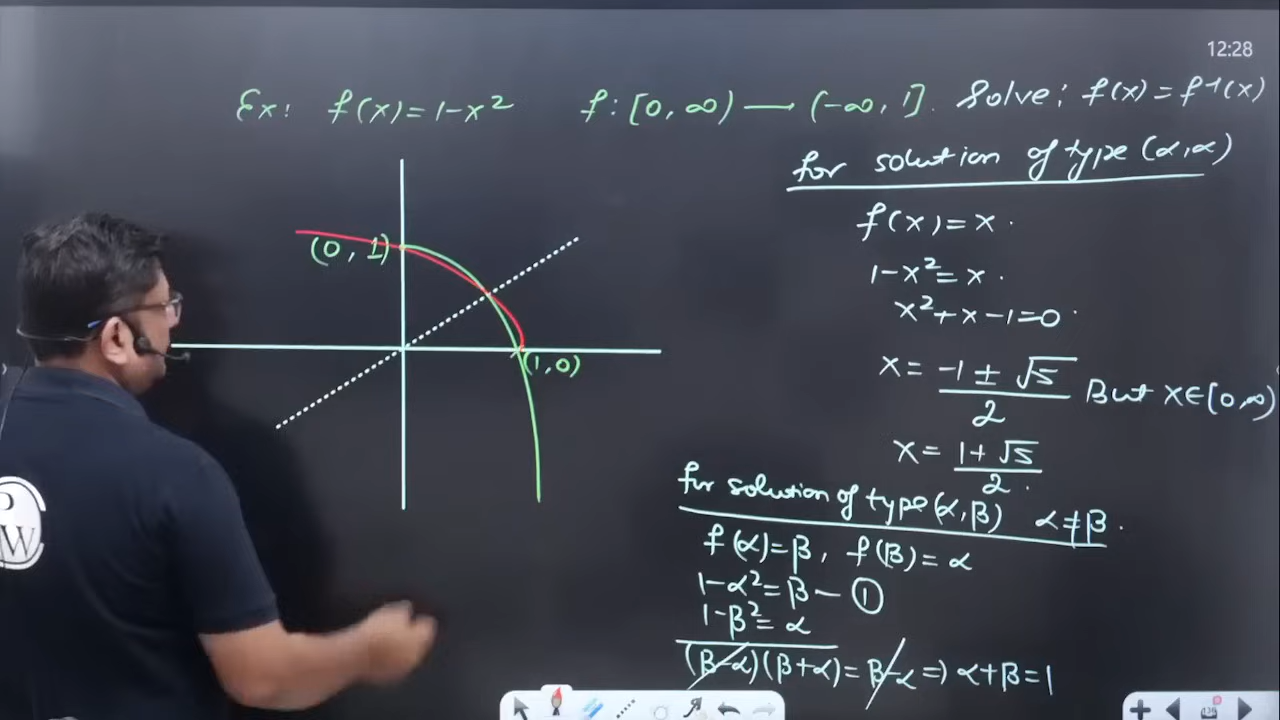 12:28
Ex: f(x)=1-x² f:[0,∞) — (-∞,1]. Solve: f(x)=f⁻¹(x)
for solution of type (α,α)
f(x)=x.
1-x²=x.
x²+x-1=0.
x= (-1±√5)/2 But x∈[0,∞)
x= (1+√5)/2.
(0,1)
(1,0)
for solution of type(α,β) α≠β.
f(α)=β, f(β)=α
1-α²=β — ①
1-β²=α
(β-α)(β+α)=β-α ⇒ α+β=1
P
W